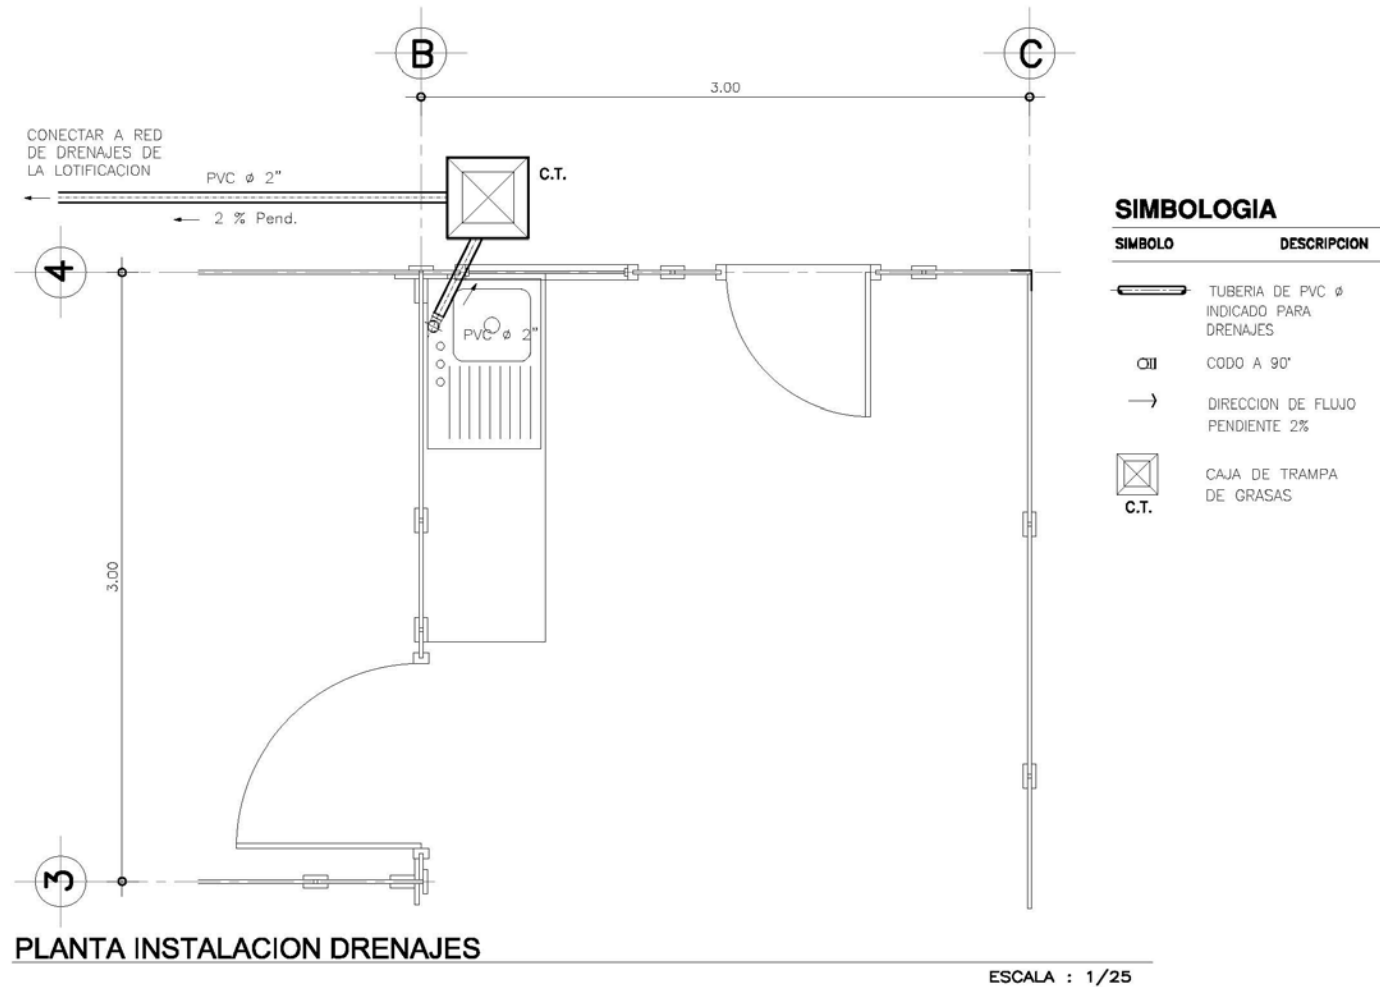 B
C
3.00
CONECTAR A RED
DE DRENAJES DE
LA LOTIFICACION
PVC ø 2"
C.T.
2 % Pend.
4
PVC ø 2"
3.00
3
SIMBOLOGIA
SIMBOLO DESCRIPCION
TUBERIA DE PVC ø
INDICADO PARA
DRENAJES
CODO A 90°
DIRECCION DE FLUJO
PENDIENTE 2%
CAJA DE TRAMPA
DE GRASAS
C.T.
PLANTA INSTALACION DRENAJES
ESCALA : 1/25